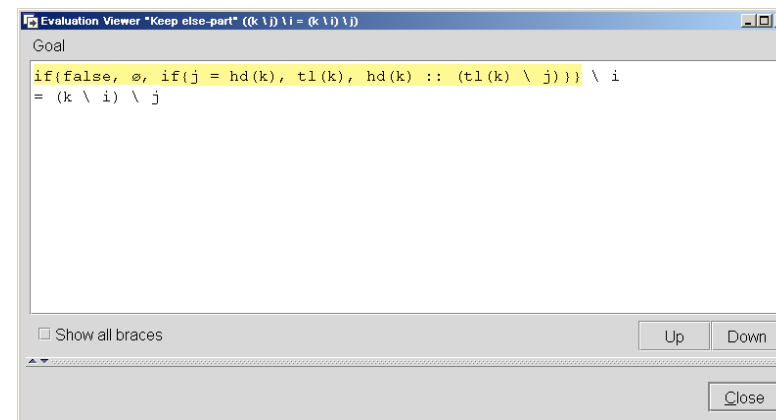 Evaluation Viewer "Keep else-part" ((k \ j) \ i = (k \ i) \ j)
Goal
if{false, ø, if{j = hd(k), tl(k), hd(k) :: (tl(k) \ j)}} \ i
= (k \ i) \ j
Show all braces
Up Down
Close